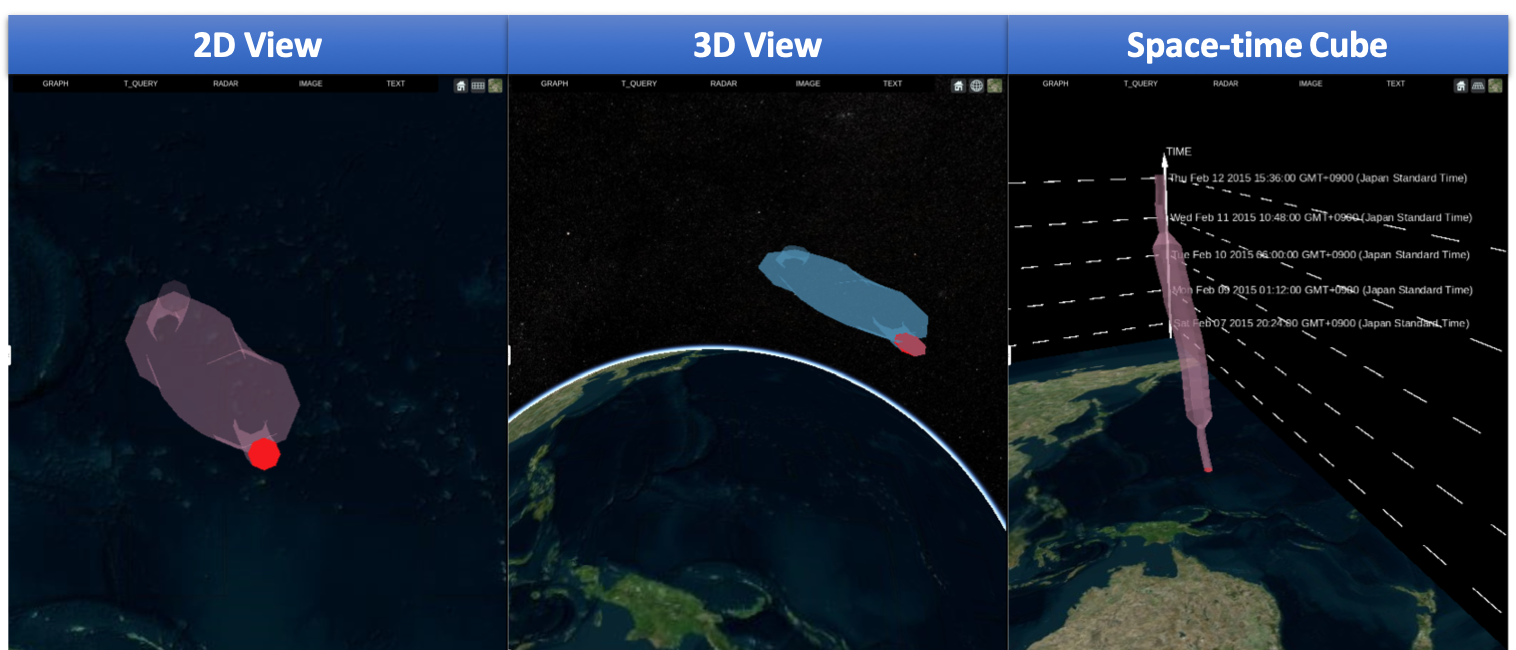 2D View
3D View
Space-time Cube
GRAPH T_QUERY RADAR IMAGE TEXT
GRAPH T_QUERY RADAR IMAGE TEXT
GRAPH T_QUERY RADAR IMAGE TEXT
TIME
Thu Feb 12 2015 15:36:00 GMT+0900 (Japan Standard Time)
Wed Feb 11 2015 10:48:00 GMT+0900 (Japan Standard Time)
Tue Feb 10 2015 06:00:00 GMT+0900 (Japan Standard Time)
Mon Feb 09 2015 01:12:00 GMT+0900 (Japan Standard Time)
Sat Feb 07 2015 20:24:00 GMT+0900 (Japan Standard Time)